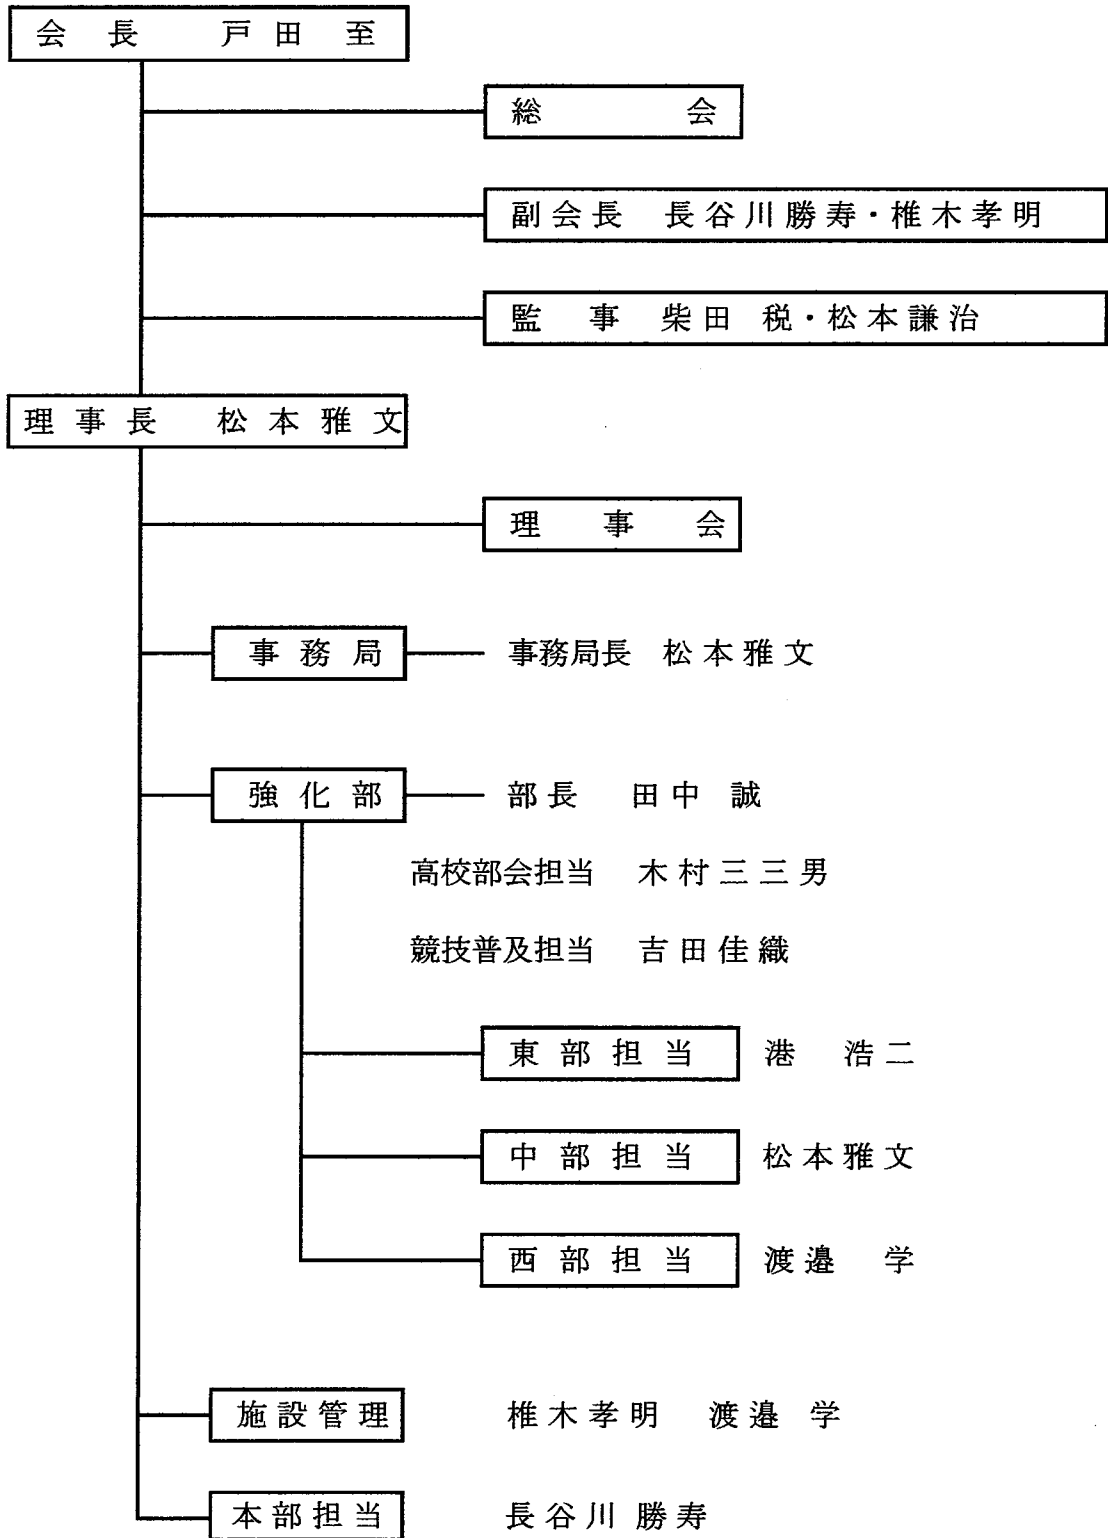 会長 戸田 至
総会
副会長 長谷川勝寿・椎木孝明
監事 柴田 税・松本謙治
理事長 松本雅文
理事会
事務局 事務局長 松本雅文
強化部 部長 田中 誠
高校部会担当 木村三三男
競技普及担当 吉田佳織
東部担当 港 浩二
中部担当 松本雅文
西部担当 渡邉 学
施設管理 椎木孝明 渡邉 学
本部担当 長谷川 勝寿